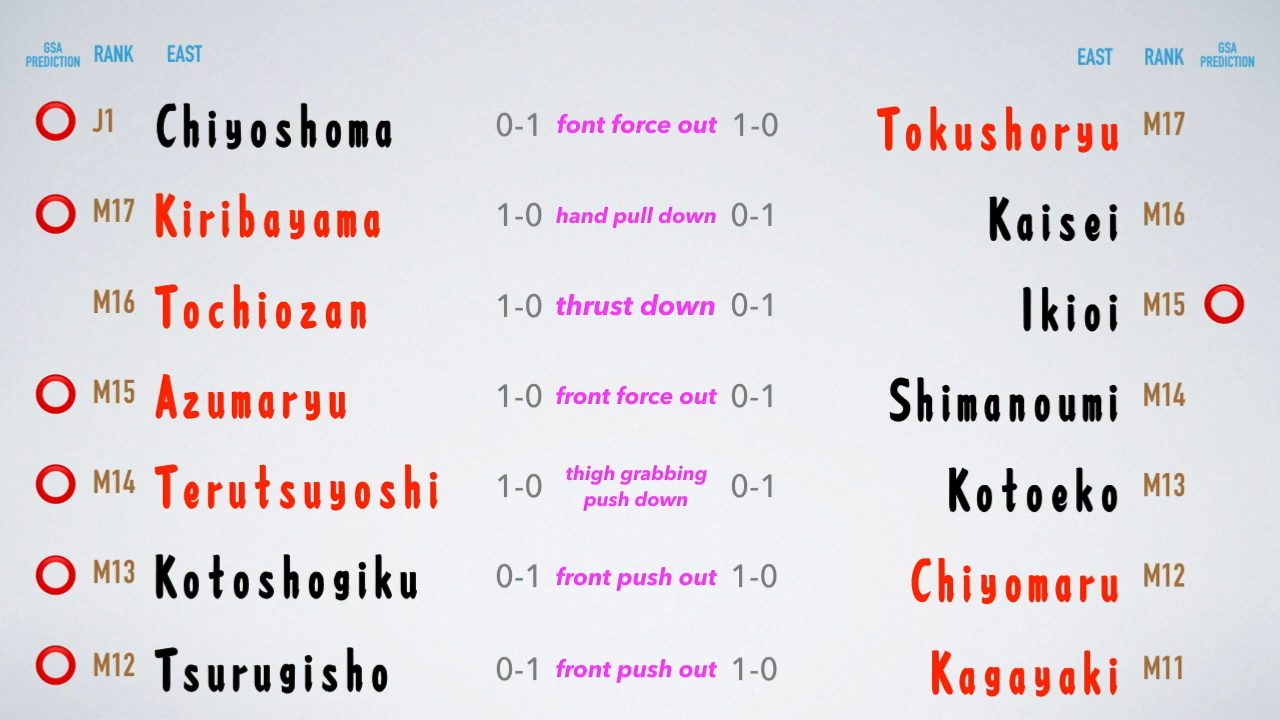 GSA PREDICTION RANK EAST EAST RANK GSA PREDICTION
J1 Chiyoshoma 0-1 font force out 1-0 Tokushoryu M17
M17 Kiribayama 1-0 hand pull down 0-1 Kaisei M16
M16 Tochiozan 1-0 thrust down 0-1 Ikioi M15
M15 Azumaryu 1-0 front force out 0-1 Shimanoumi M14
M14 Terutsuyoshi 1-0 thigh grabbing push down 0-1 Kotoeko M13
M13 Kotoshogiku 0-1 front push out 1-0 Chiyomaru M12
M12 Tsurugisho 0-1 front push out 1-0 Kagayaki M11